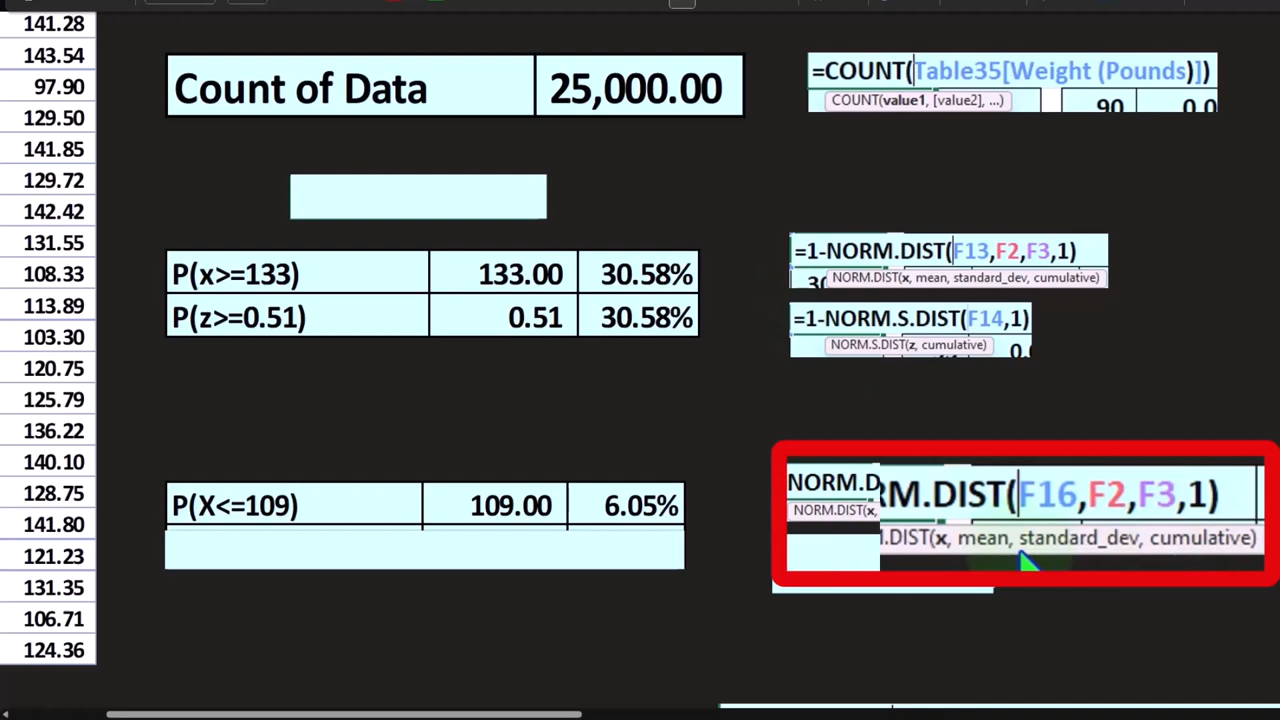 141.28
143.54
97.90
129.50
141.85
129.72
142.42
131.55
108.33
113.89
103.30
120.75
125.79
136.22
140.10
128.75
141.80
121.23
131.35
106.71
124.36
Count of Data 25,000.00
=COUNT(Table35[Weight (Pounds)])
COUNT(value1, [value2], ...)
90 0.0
P(x>=133) 133.00 30.58%
P(z>=0.51) 0.51 30.58%
=1-NORM.DIST(F13,F2,F3,1)
NORM.DIST(x, mean, standard_dev, cumulative)
=1-NORM.S.DIST(F14,1)
NORM.S.DIST(z, cumulative)
P(X<=109) 109.00 6.05%
NORM.D
NORM.DIST(x,
RM.DIST(F16,F2,F3,1)
.DIST(x, mean, standard_dev, cumulative)